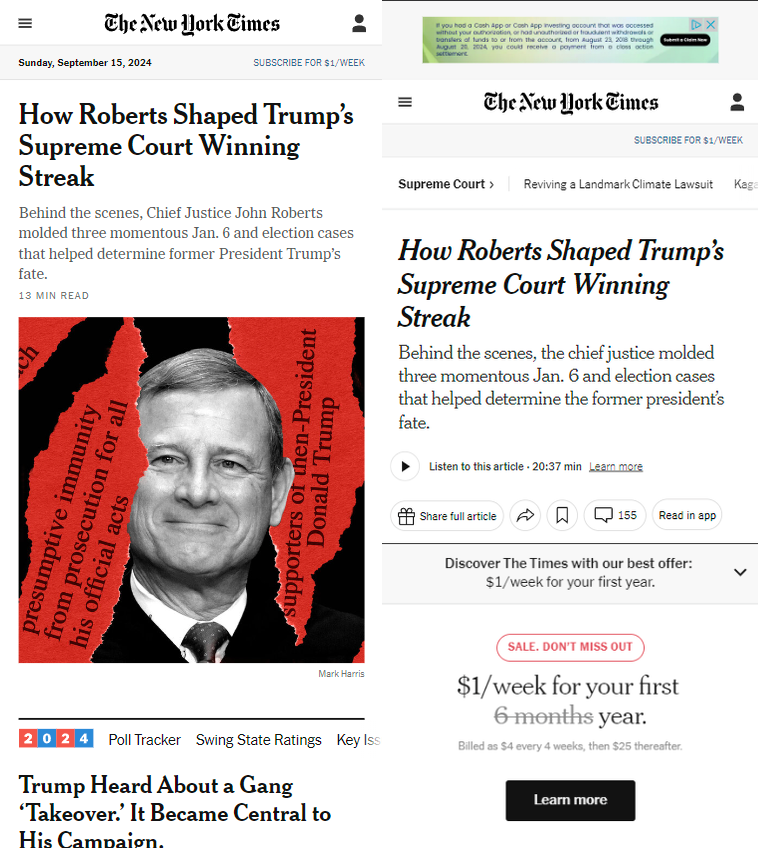 The New York Times
Sunday, September 15, 2024
SUBSCRIBE FOR $1/WEEK
How Roberts Shaped Trump’s
Supreme Court Winning
Streak
Behind the scenes, Chief Justice John Roberts
molded three momentous Jan. 6 and election cases
that helped determine former President Trump’s
fate.
13 MIN READ
ch
presumptive immunity
from prosecution for all
his official acts
supporters of then-President
Donald Trump
Mark Harris
2024
Poll Tracker
Swing State Ratings
Key Iss
Trump Heard About a Gang
‘Takeover.’ It Became Central to
His Campaign.
If you had a Cash App or Cash App Investing account that was accessed
without your authorization, or had unauthorized or fraudulent withdrawals or
transfers of funds to or from the account, from August 23, 2018 through
August 20, 2024, you could receive a payment from a class action
settlement.
Submit a Claim Now
The New York Times
SUBSCRIBE FOR $1/WEEK
Supreme Court ›
Reviving a Landmark Climate Lawsuit
Kaga
How Roberts Shaped Trump’s
Supreme Court Winning
Streak
Behind the scenes, the chief justice molded
three momentous Jan. 6 and election cases
that helped determine the former president’s
fate.
Listen to this article · 20:37 min Learn more
Share full article
155
Read in app
Discover The Times with our best offer:
$1/week for your first year.
SALE. DON’T MISS OUT
$1/week for your first
6 months year.
Billed as $4 every 4 weeks, then $25 thereafter.
Learn more